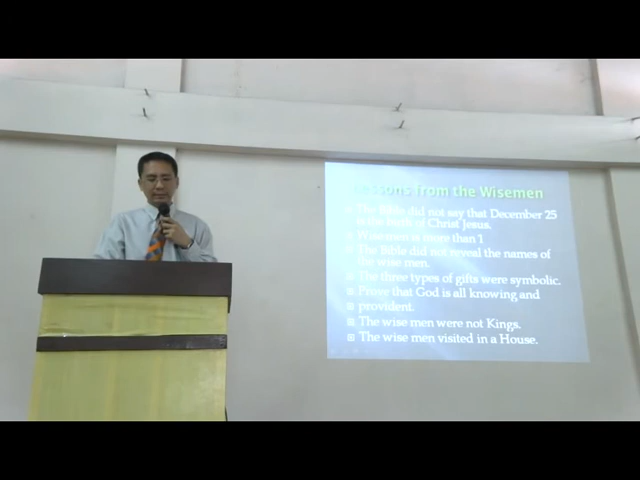 Lessons from the Wisemen
The Bible did not say that December 25
is the birth of Christ Jesus.
Wise men is more than 1
The Bible did not reveal the names of
the wise men.
The three types of gifts were symbolic.
Prove that God is all knowing and
provident.
The wise men were not Kings.
The wise men visited in a House.